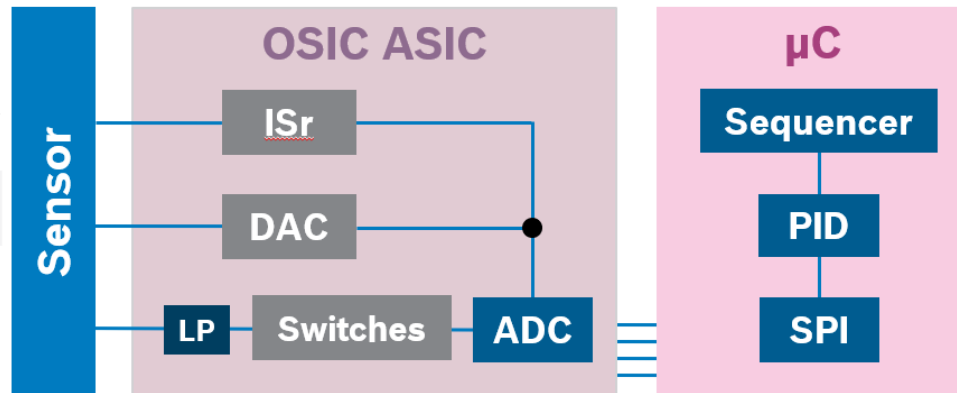 OSIC ASIC
µC
Sensor
ISr
Sequencer
DAC
PID
LP
Switches
ADC
SPI